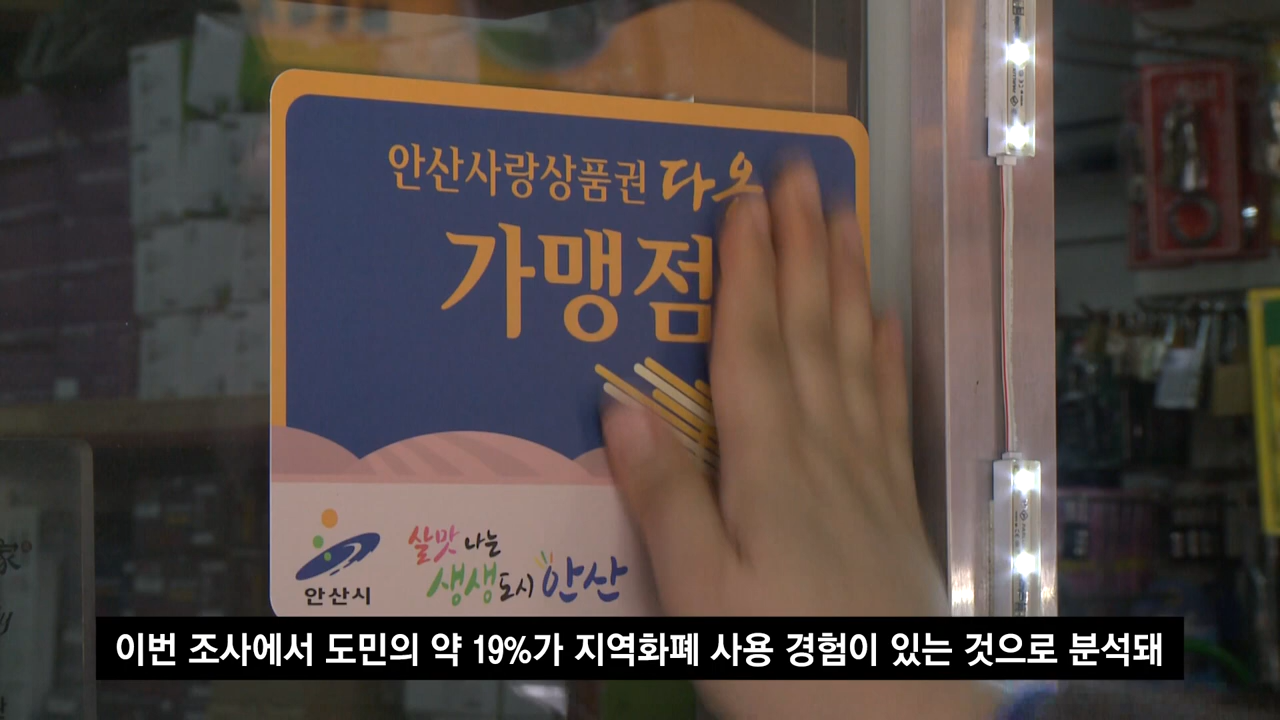 안산사랑상품권 다온
가맹점
살맛 나는
생생도시 안산
안산시
家
이번 조사에서 도민의 약 19%가 지역화폐 사용 경험이 있는 것으로 분석돼